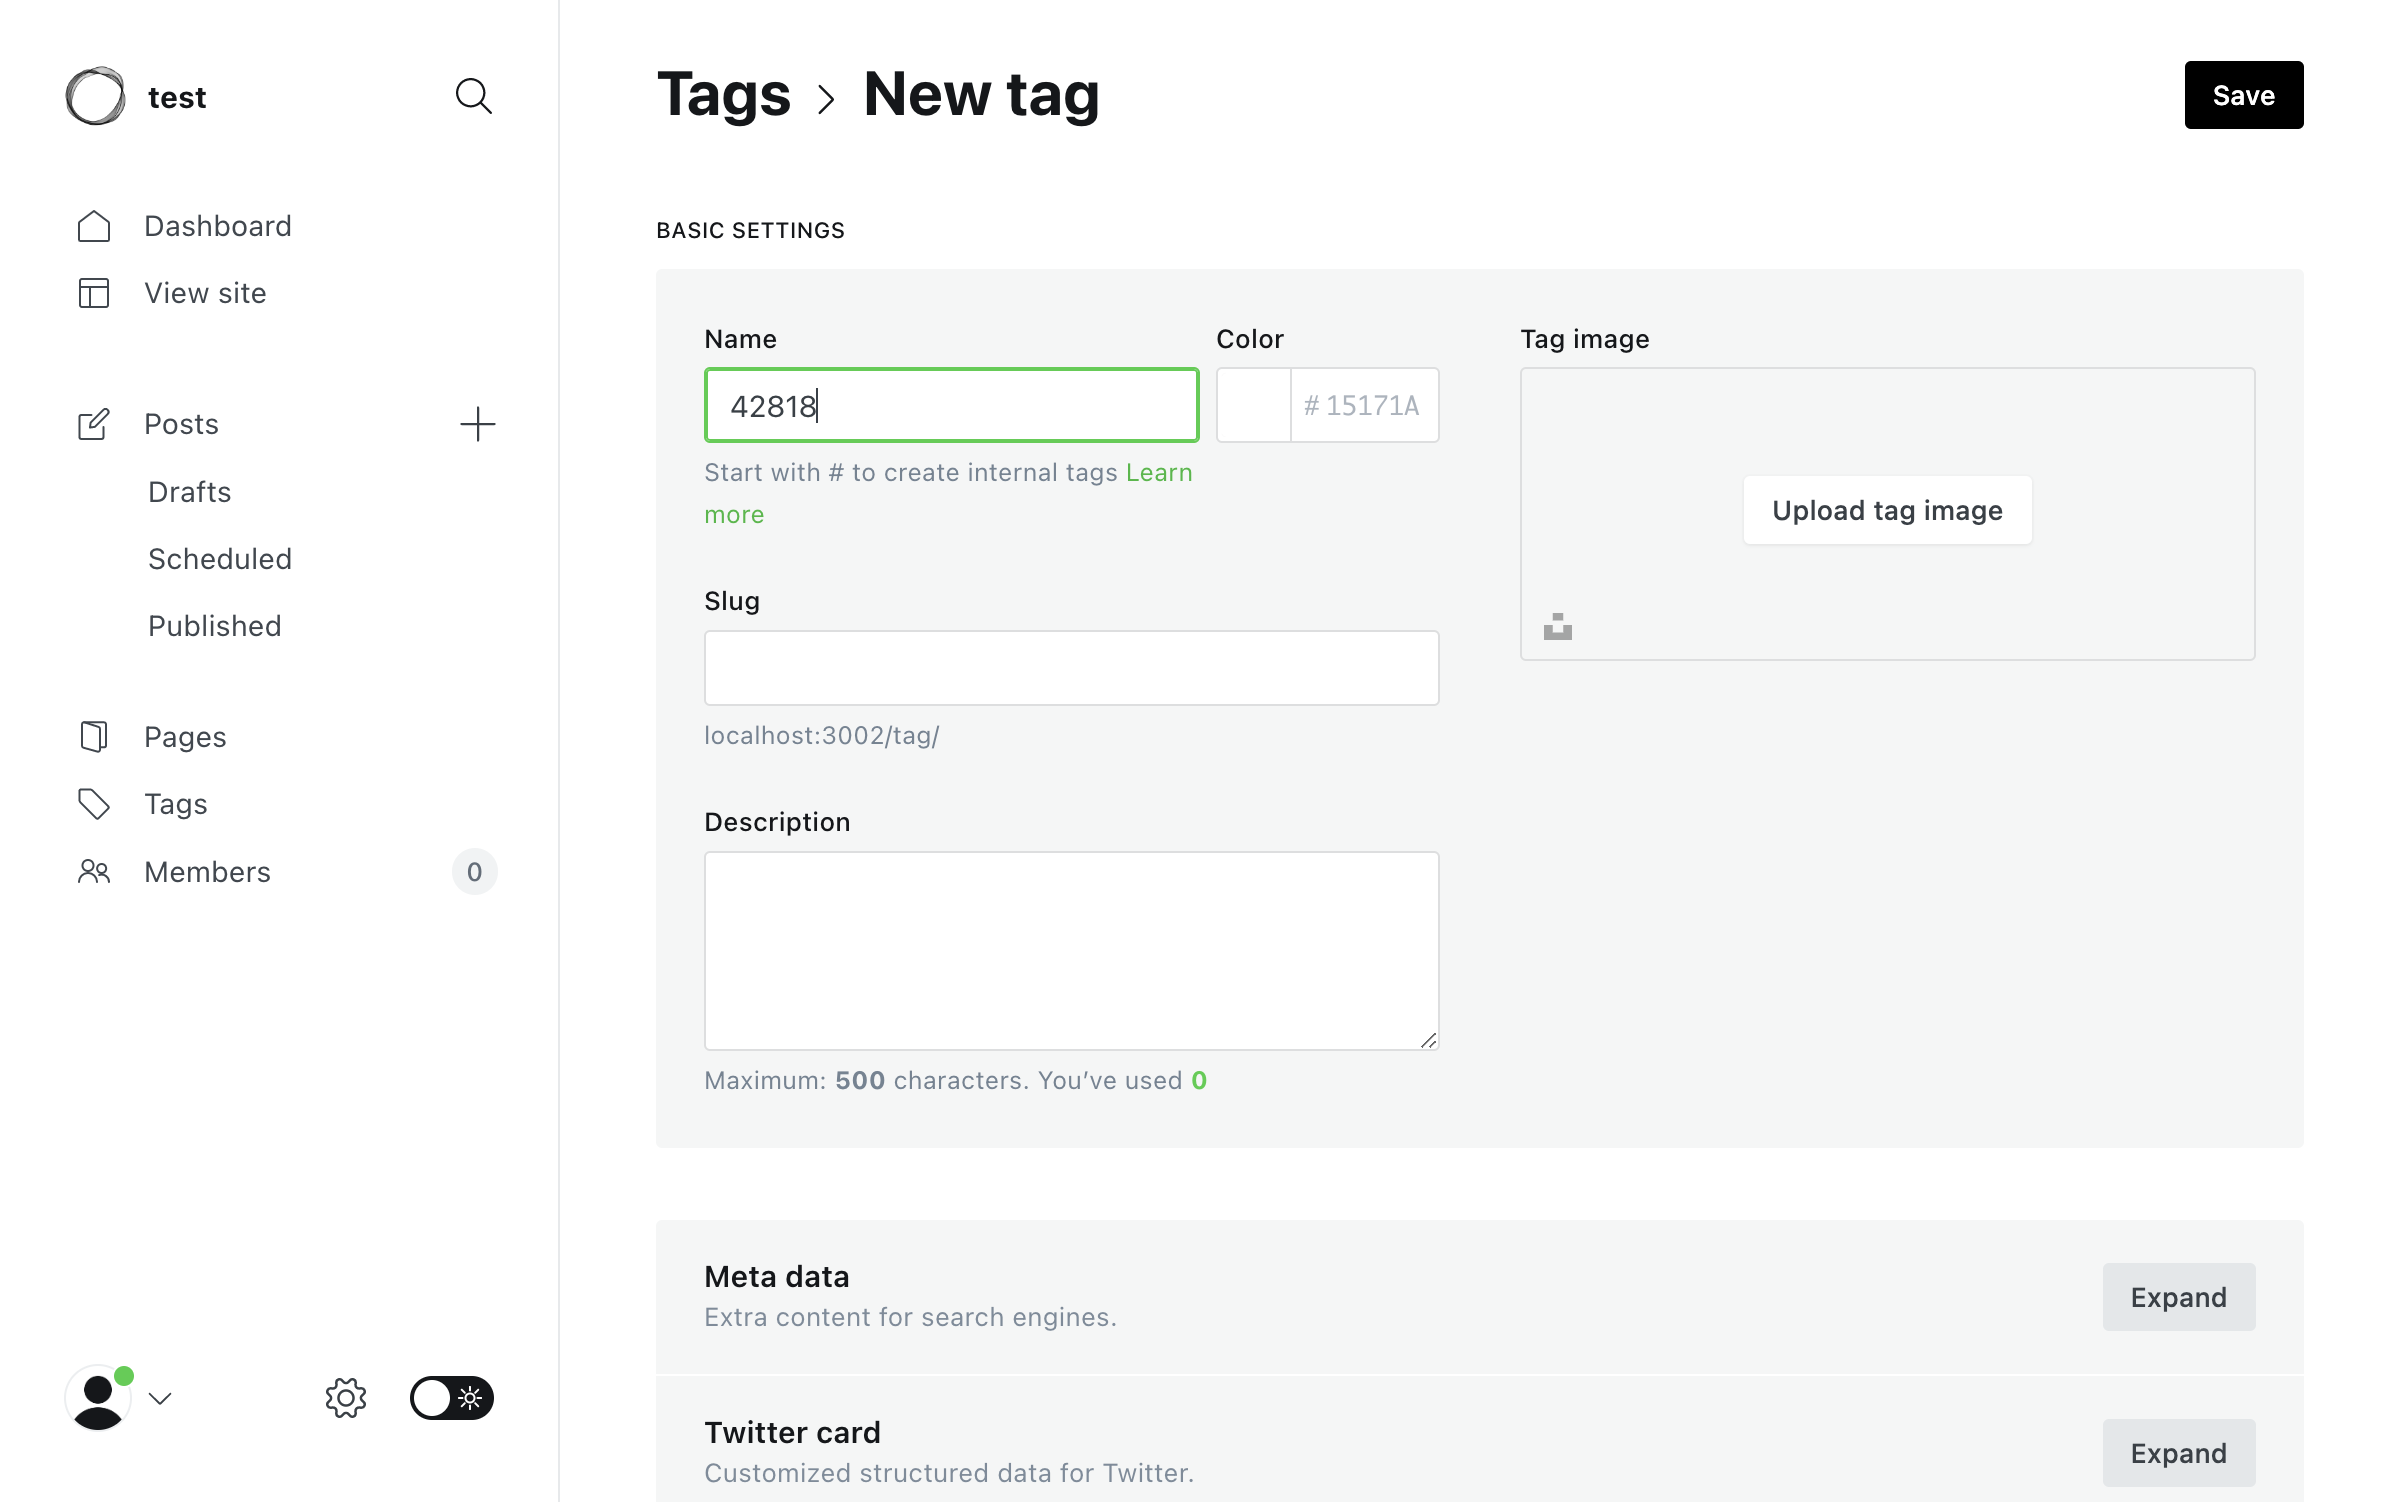 test
Dashboard
View site
Posts
Drafts
Scheduled
Published
Pages
Tags
Members
0
Tags > New tag
Save
BASIC SETTINGS
Name
42818
Start with # to create internal tags Learn
more
Color
# 15171A
Slug
localhost:3002/tag/
Description
Maximum: 500 characters. You’ve used 0
Tag image
Upload tag image
Meta data
Extra content for search engines.
Expand
Twitter card
Customized structured data for Twitter.
Expand